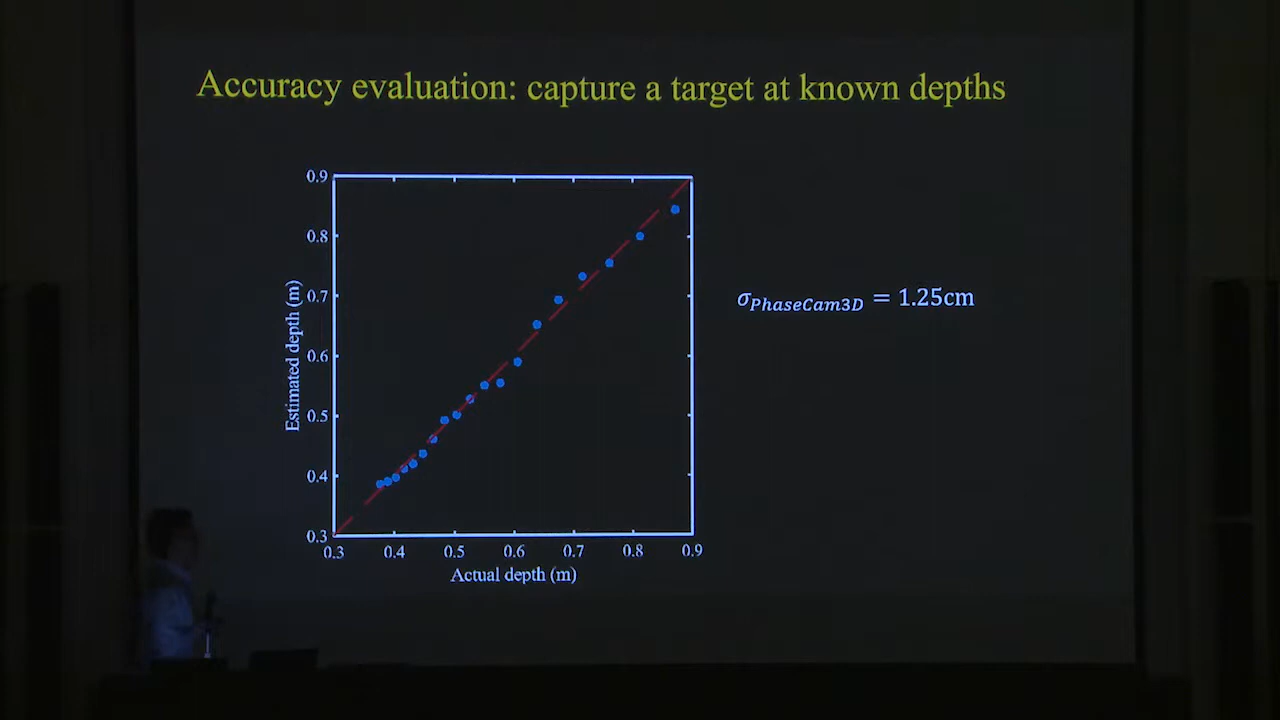 Accuracy evaluation: capture a target at known depths
0.9
0.8
0.7
0.6
0.5
0.4
0.3
Estimated depth (m)
0.3 0.4 0.5 0.6 0.7 0.8 0.9
Actual depth (m)
σPhaseCam3D = 1.25cm